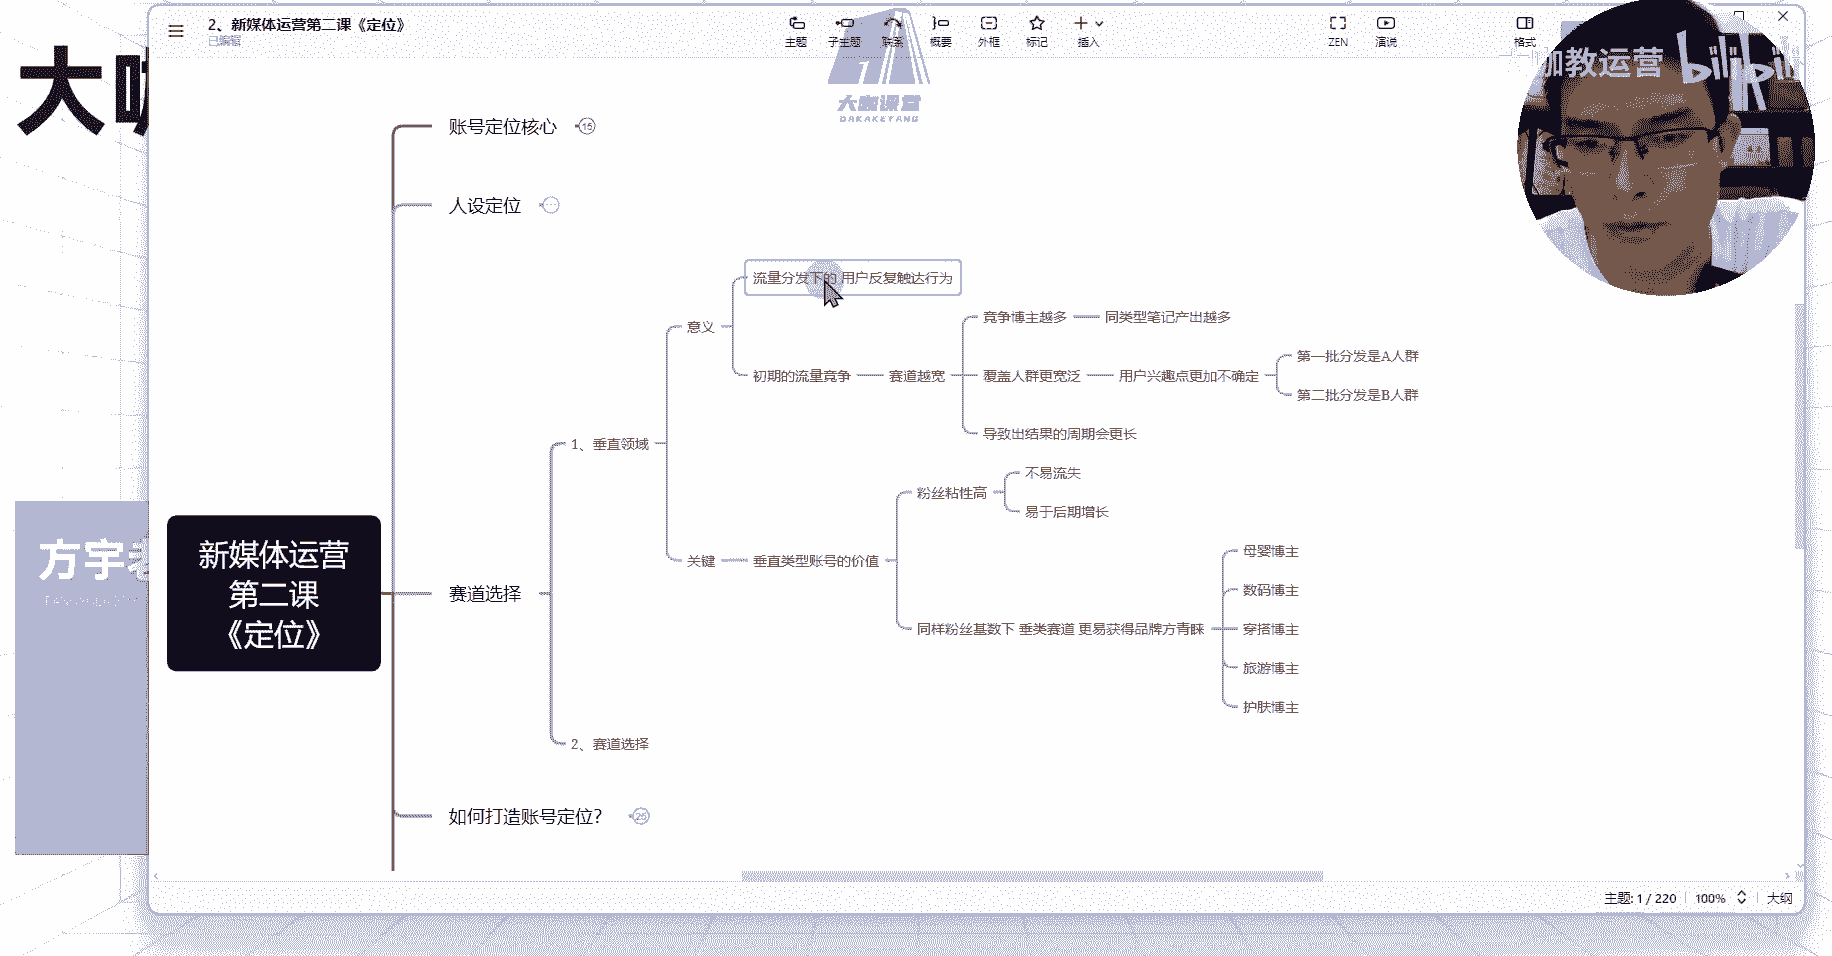 2、新媒体运营第二课《定位》
已编辑
主题
子主题
联系
概要
外框
标记
插入
ZEN
演说
格式
咖教运营
bilibili
大咖课堂
DAKAKETANG
大
方宇老
账号定位核心
15
人设定位
流量分发下的 用户反复触达行为
意义
竞争博主越多
同类型笔记产出越多
初期的流量竞争
赛道越宽
覆盖人群更宽泛
用户兴趣点更加不确定
第一批分发是A人群
第二批分发是B人群
导致出结果的周期会更长
1、垂直领域
粉丝粘性高
不易流失
易于后期增长
关键
垂直类型账号的价值
同样粉丝基数下 垂类赛道 更易获得品牌方青睐
母婴博主
数码博主
穿搭博主
旅游博主
护肤博主
新媒体运营
第二课
《定位》
赛道选择
2、赛道选择
如何打造账号定位？
25
主题: 1 / 220
100%
大纲